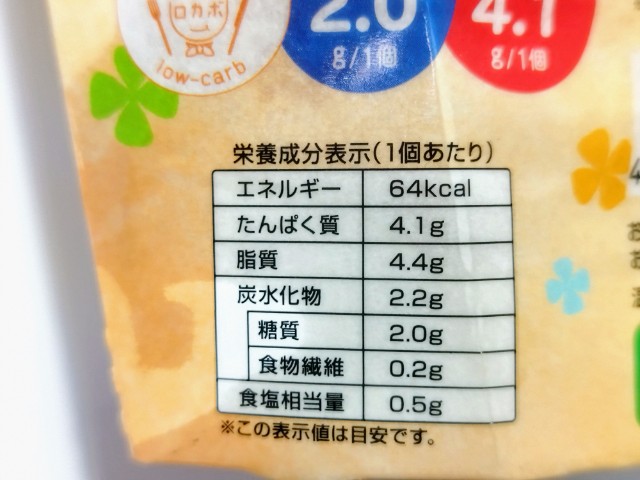 ロカボ
low-carb
2.0
g/1個
4.1
g/1個
栄養成分表示(1個あたり)
エネルギー 64kcal
たんぱく質 4.1g
脂質 4.4g
炭水化物 2.2g
糖質 2.0g
食物繊維 0.2g
食塩相当量 0.5g
※この表示値は目安です。